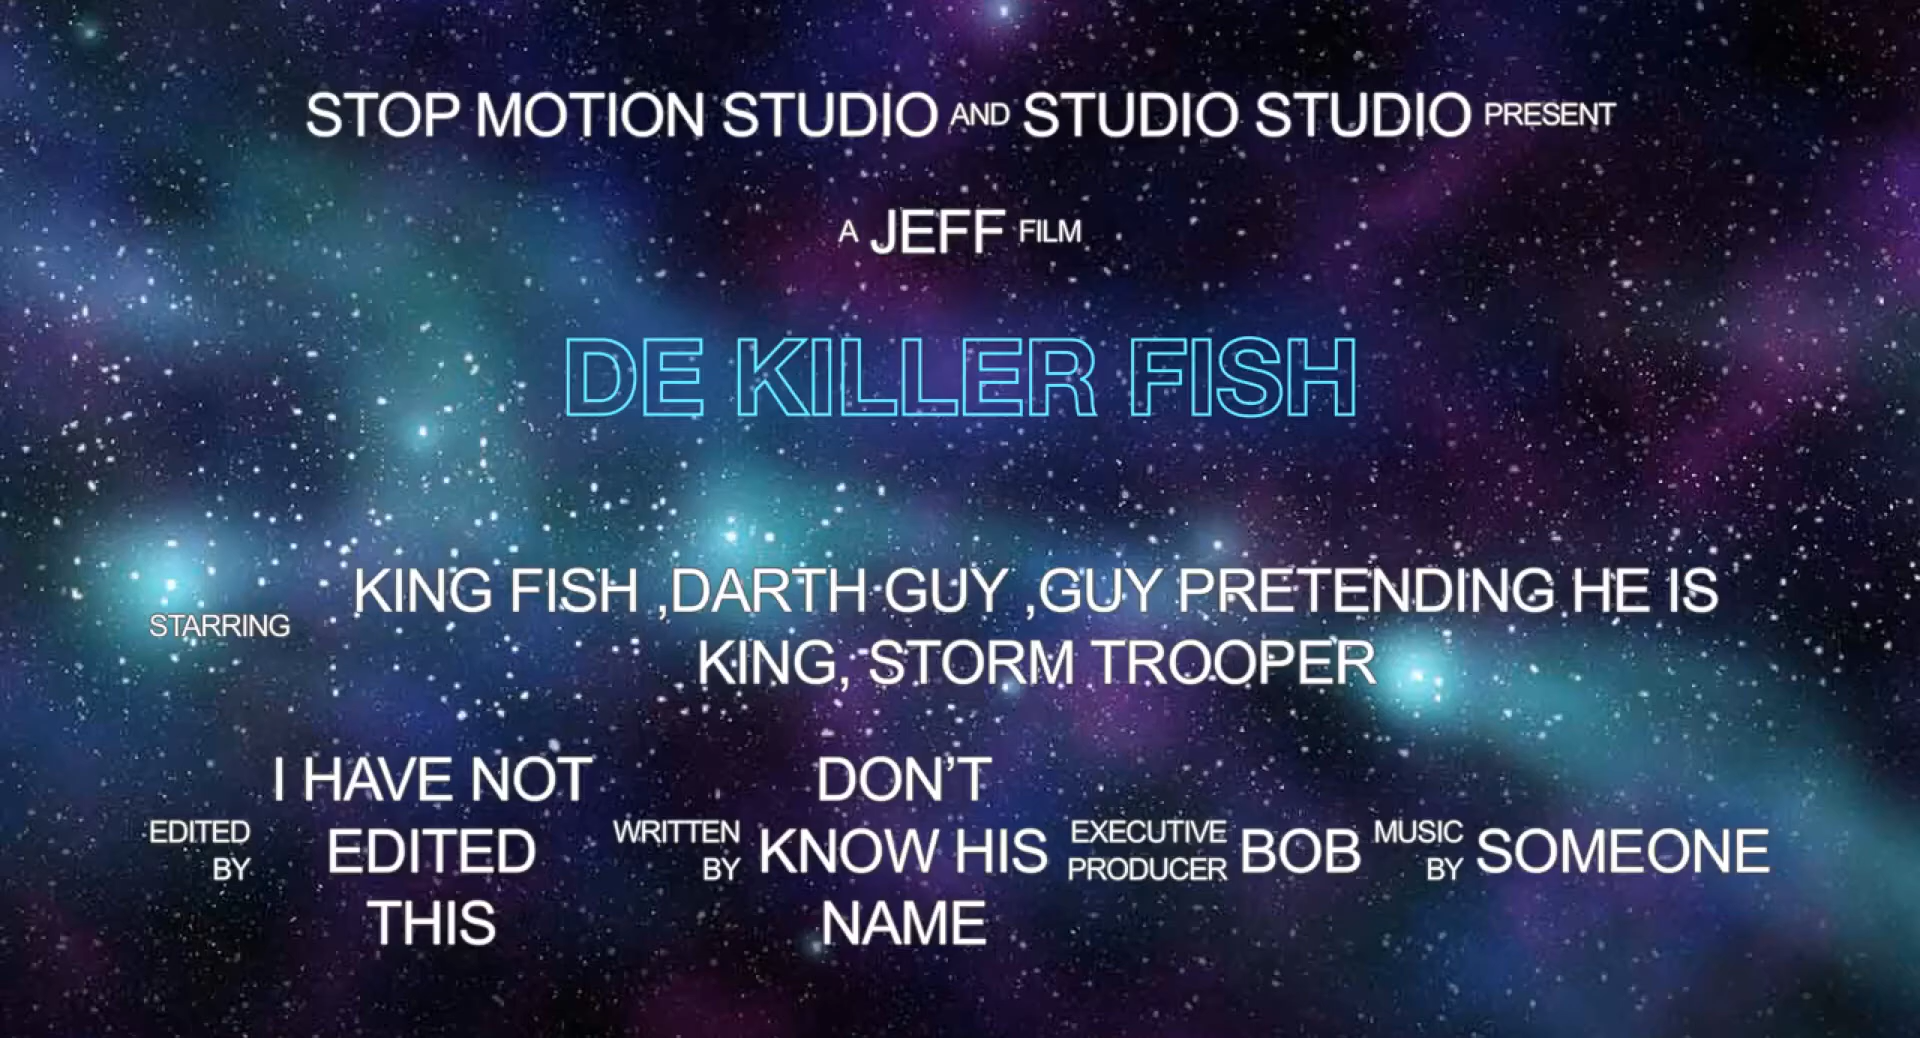 STOP MOTION STUDIO AND STUDIO STUDIO PRESENT
A JEFF FILM
DE KILLER FISH
STARRING
KING FISH ,DARTH GUY ,GUY PRETENDING HE IS
KING, STORM TROOPER
EDITED
BY
I HAVE NOT
EDITED
THIS
WRITTEN
BY
DON'T
KNOW HIS
NAME
EXECUTIVE
PRODUCER
BOB
MUSIC
BY
SOMEONE